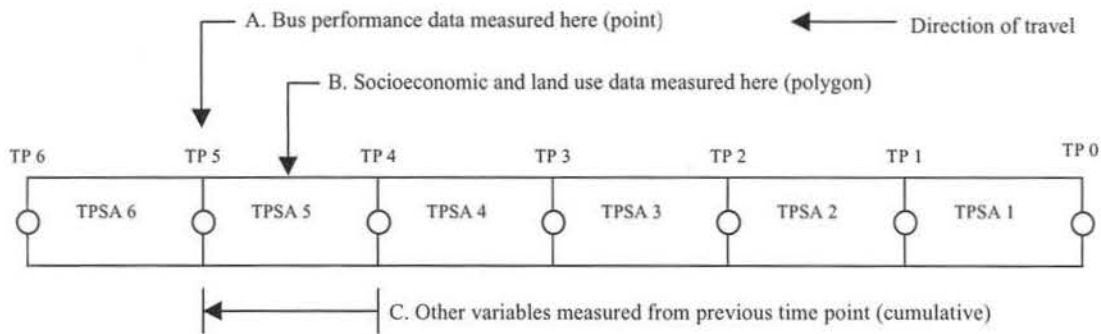 A. Bus performance data measured here (point)
Direction of travel
B. Socioeconomic and land use data measured here (polygon)
TP 6 TP 5 TP 4 TP 3 TP 2 TP 1 TP 0
TPSA 6 TPSA 5 TPSA 4 TPSA 3 TPSA 2 TPSA 1
C. Other variables measured from previous time point (cumulative)